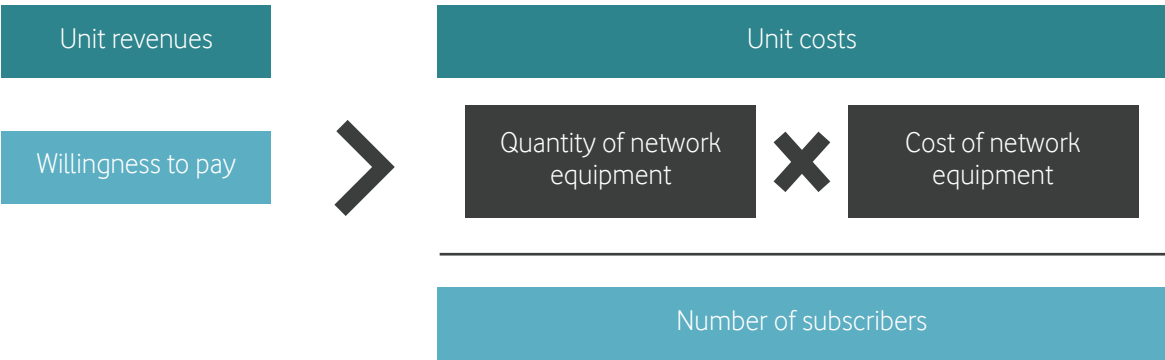 Unit revenues
Unit costs
Willingness to pay
Quantity of network
equipment
Cost of network
equipment
Number of subscribers